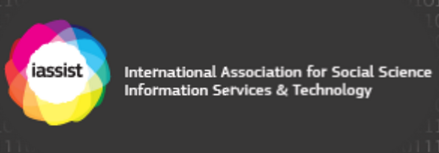 iassist
International Association for Social Science
Information Services & Technology